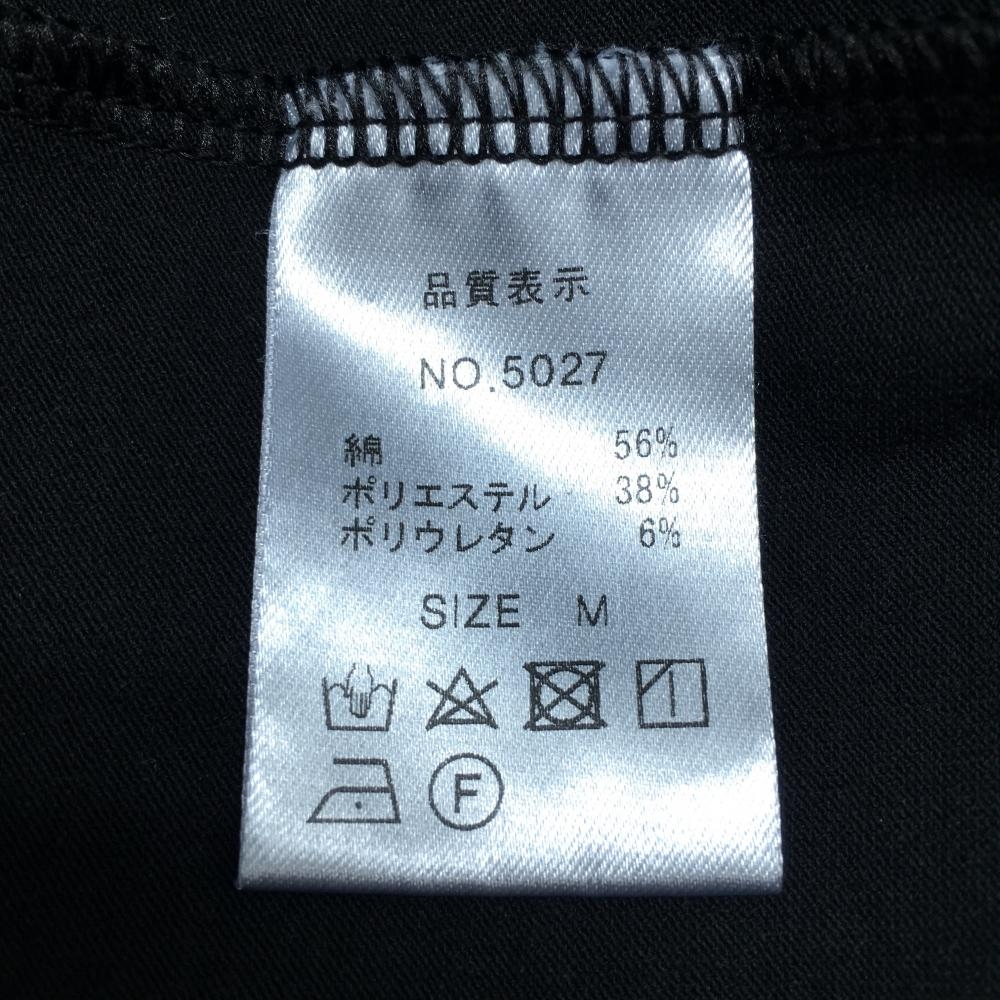 品質表示
NO.5027
綿 56%
ポリエステル 38%
ポリウレタン 6%
SIZE M
F